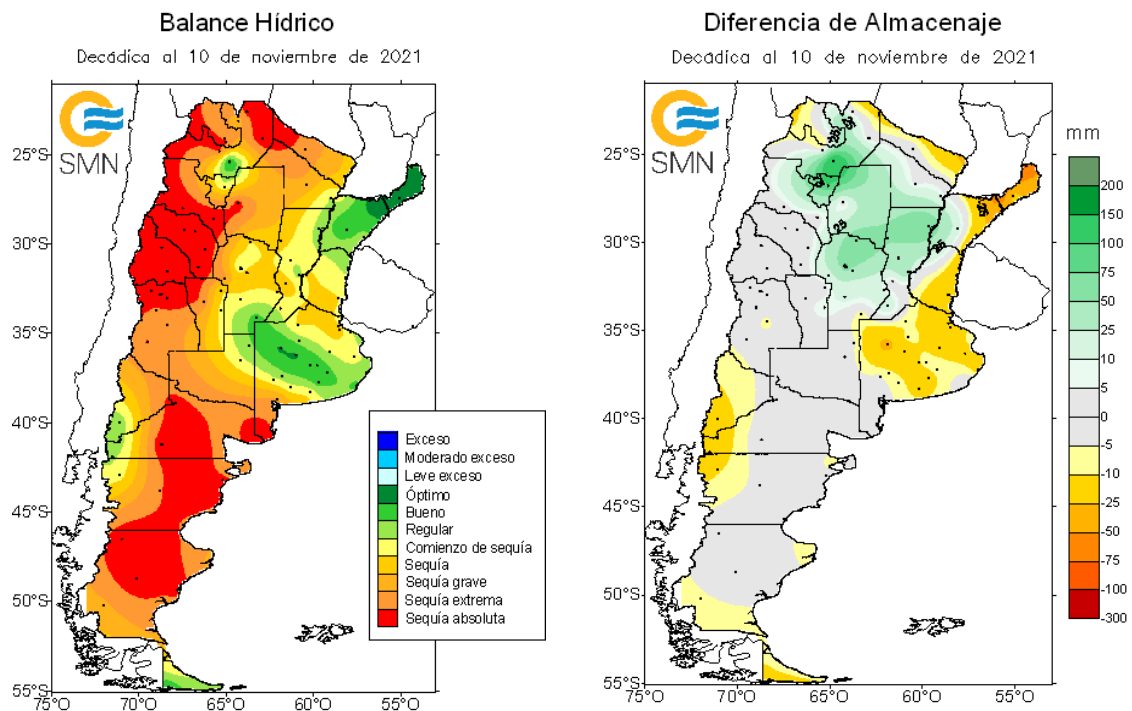 Balance Hídrico
Decádica al 10 de noviembre de 2021
SMN
25°S
30°S
35°S
40°S
45°S
50°S
55°S
75°O
70°O
65°O
60°O
55°O
Exceso
Moderado exceso
Leve exceso
Óptimo
Bueno
Regular
Comienzo de sequía
Sequía
Sequía grave
Sequía extrema
Sequía absoluta
Diferencia de Almacenaje
Decádica al 10 de noviembre de 2021
SMN
25°S
30°S
35°S
40°S
45°S
50°S
55°S
75°O
70°O
65°O
60°O
55°O
25
mm
200
150
100
75
50
25
10
5
0
-5
-10
-25
-50
-75
-100
-300